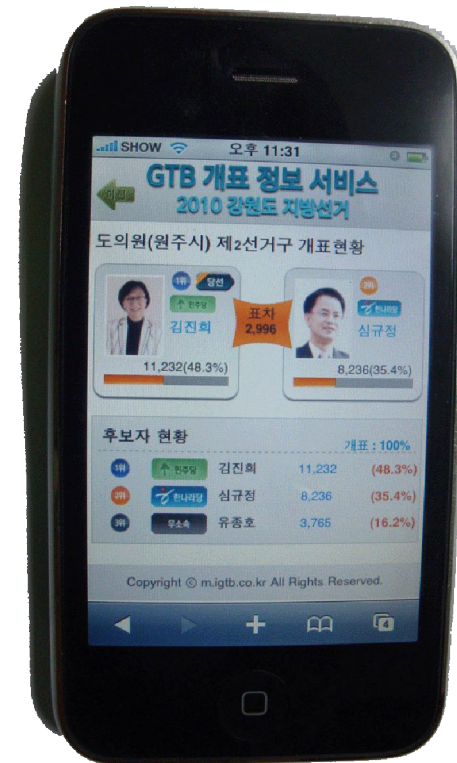 SHOW 오후 11:31
GTB 개표 정보 서비스
2010 강원도 지방선거
도의원(원주시) 제2선거구 개표현황
1위 당선
민주당
김진희
11,232(48.3%)
표차
2,996
2위
한나라당
심규정
8,236(35.4%)
후보자 현황
개표 : 100%
1위 민주당 김진희 11,232 (48.3%)
2위 한나라당 심규정 8,236 (35.4%)
3위 무소속 유종호 3,765 (16.2%)
Copyright ⓒ m.igtb.co.kr All Rights Reserved.
4